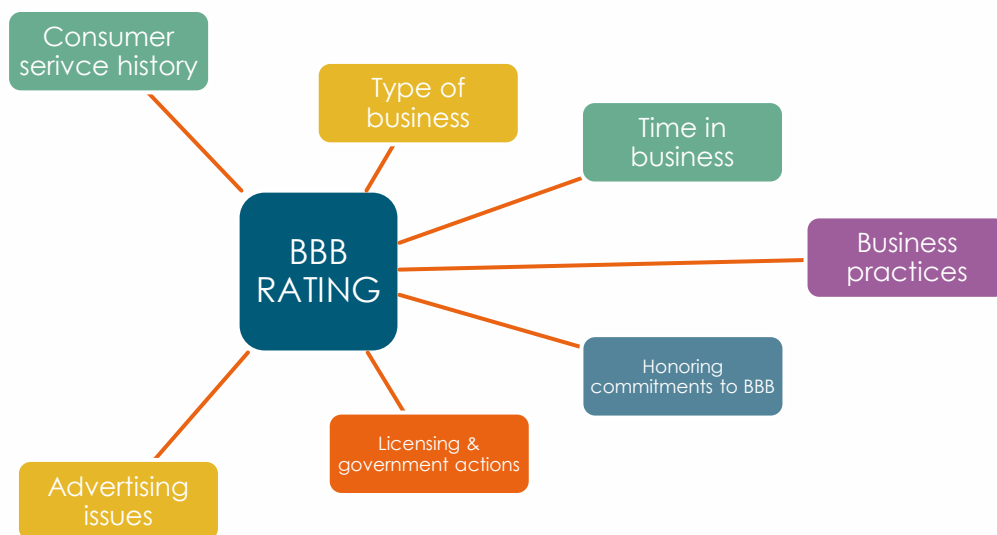 Consumer
serivce history
Type of
business
Time in
business
BBB
RATING
Business
practices
Honoring
commitments to BBB
Licensing &
government actions
Advertising
issues